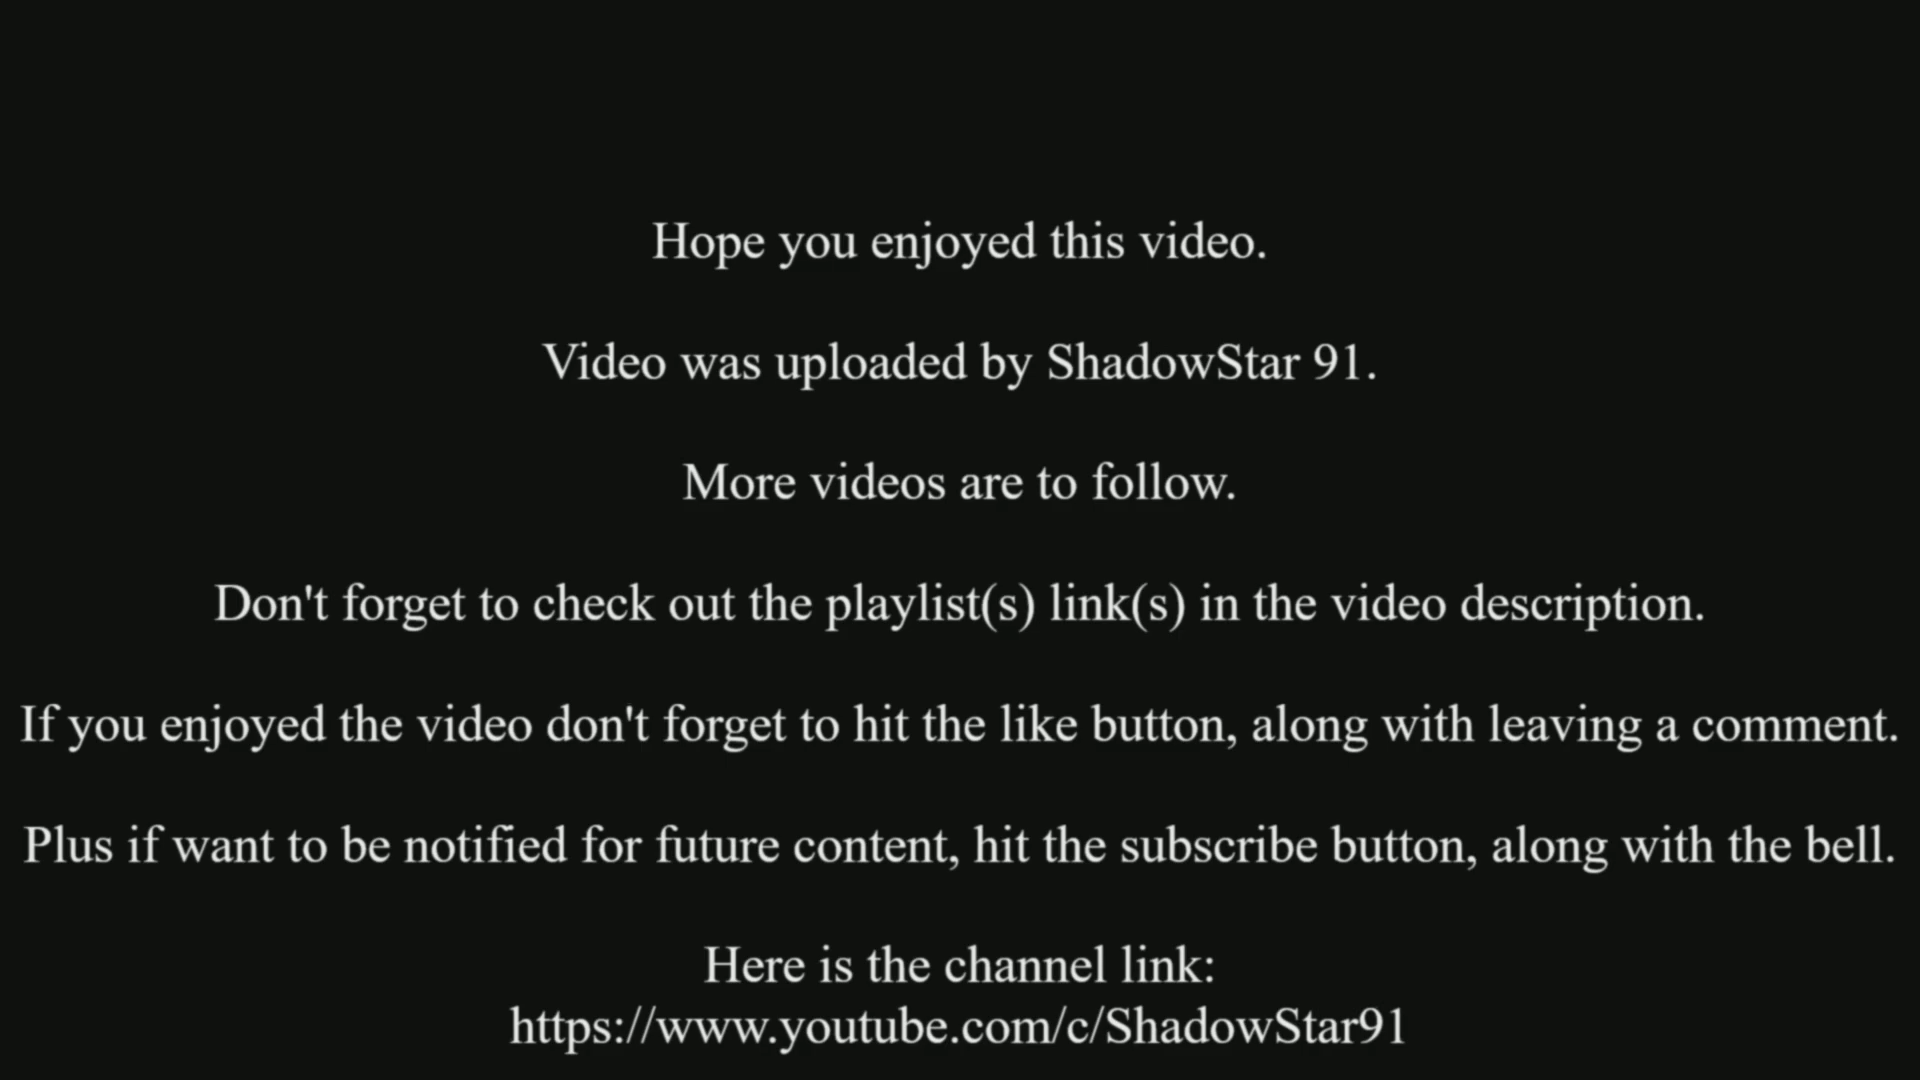 Hope you enjoyed this video.
Video was uploaded by ShadowStar 91.
More videos are to follow.
Don't forget to check out the playlist(s) link(s) in the video description.
If you enjoyed the video don't forget to hit the like button, along with leaving a comment.
Plus if want to be notified for future content, hit the subscribe button, along with the bell.
Here is the channel link:
https://www.youtube.com/c/ShadowStar91